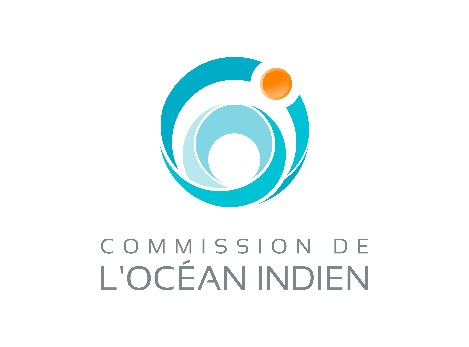 COMMISSION DE
L'OCÉAN INDIEN